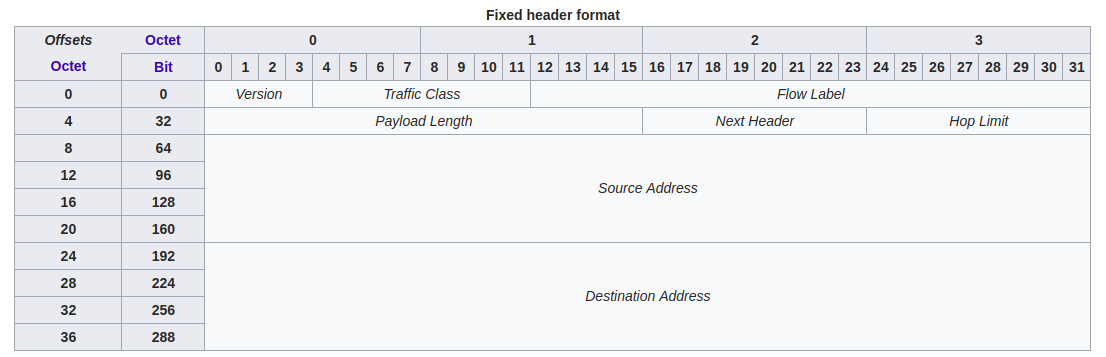 Fixed header format
Offsets Octet 0 1 2 3
Octet Bit 0 1 2 3 4 5 6 7 8 9 10 11 12 13 14 15 16 17 18 19 20 21 22 23 24 25 26 27 28 29 30 31
0 0 Version Traffic Class Flow Label
4 32 Payload Length Next Header Hop Limit
8 64
12 96
Source Address
16 128
20 160
24 192
28 224
Destination Address
32 256
36 288